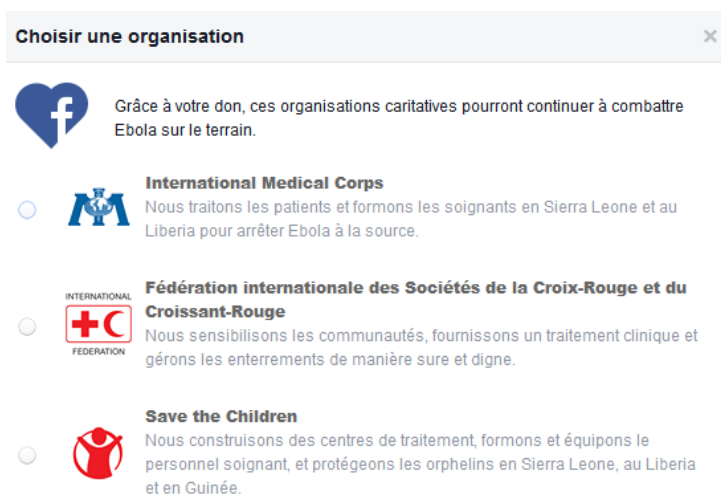 Choisir une organisation
Grâce à votre don, ces organisations caritatives pourront continuer à combattre
Ebola sur le terrain.
International Medical Corps
Nous traitons les patients et formons les soignants en Sierra Leone et au
Liberia pour arrêter Ebola à la source.
INTERNATIONAL
FEDERATION
Fédération internationale des Sociétés de la Croix-Rouge et du
Croissant-Rouge
Nous sensibilisons les communautés, fournissons un traitement clinique et
gérons les enterrements de manière sure et digne.
Save the Children
Nous construisons des centres de traitement, formons et équipons le
personnel soignant, et protégeons les orphelins en Sierra Leone, au Liberia
et en Guinée.